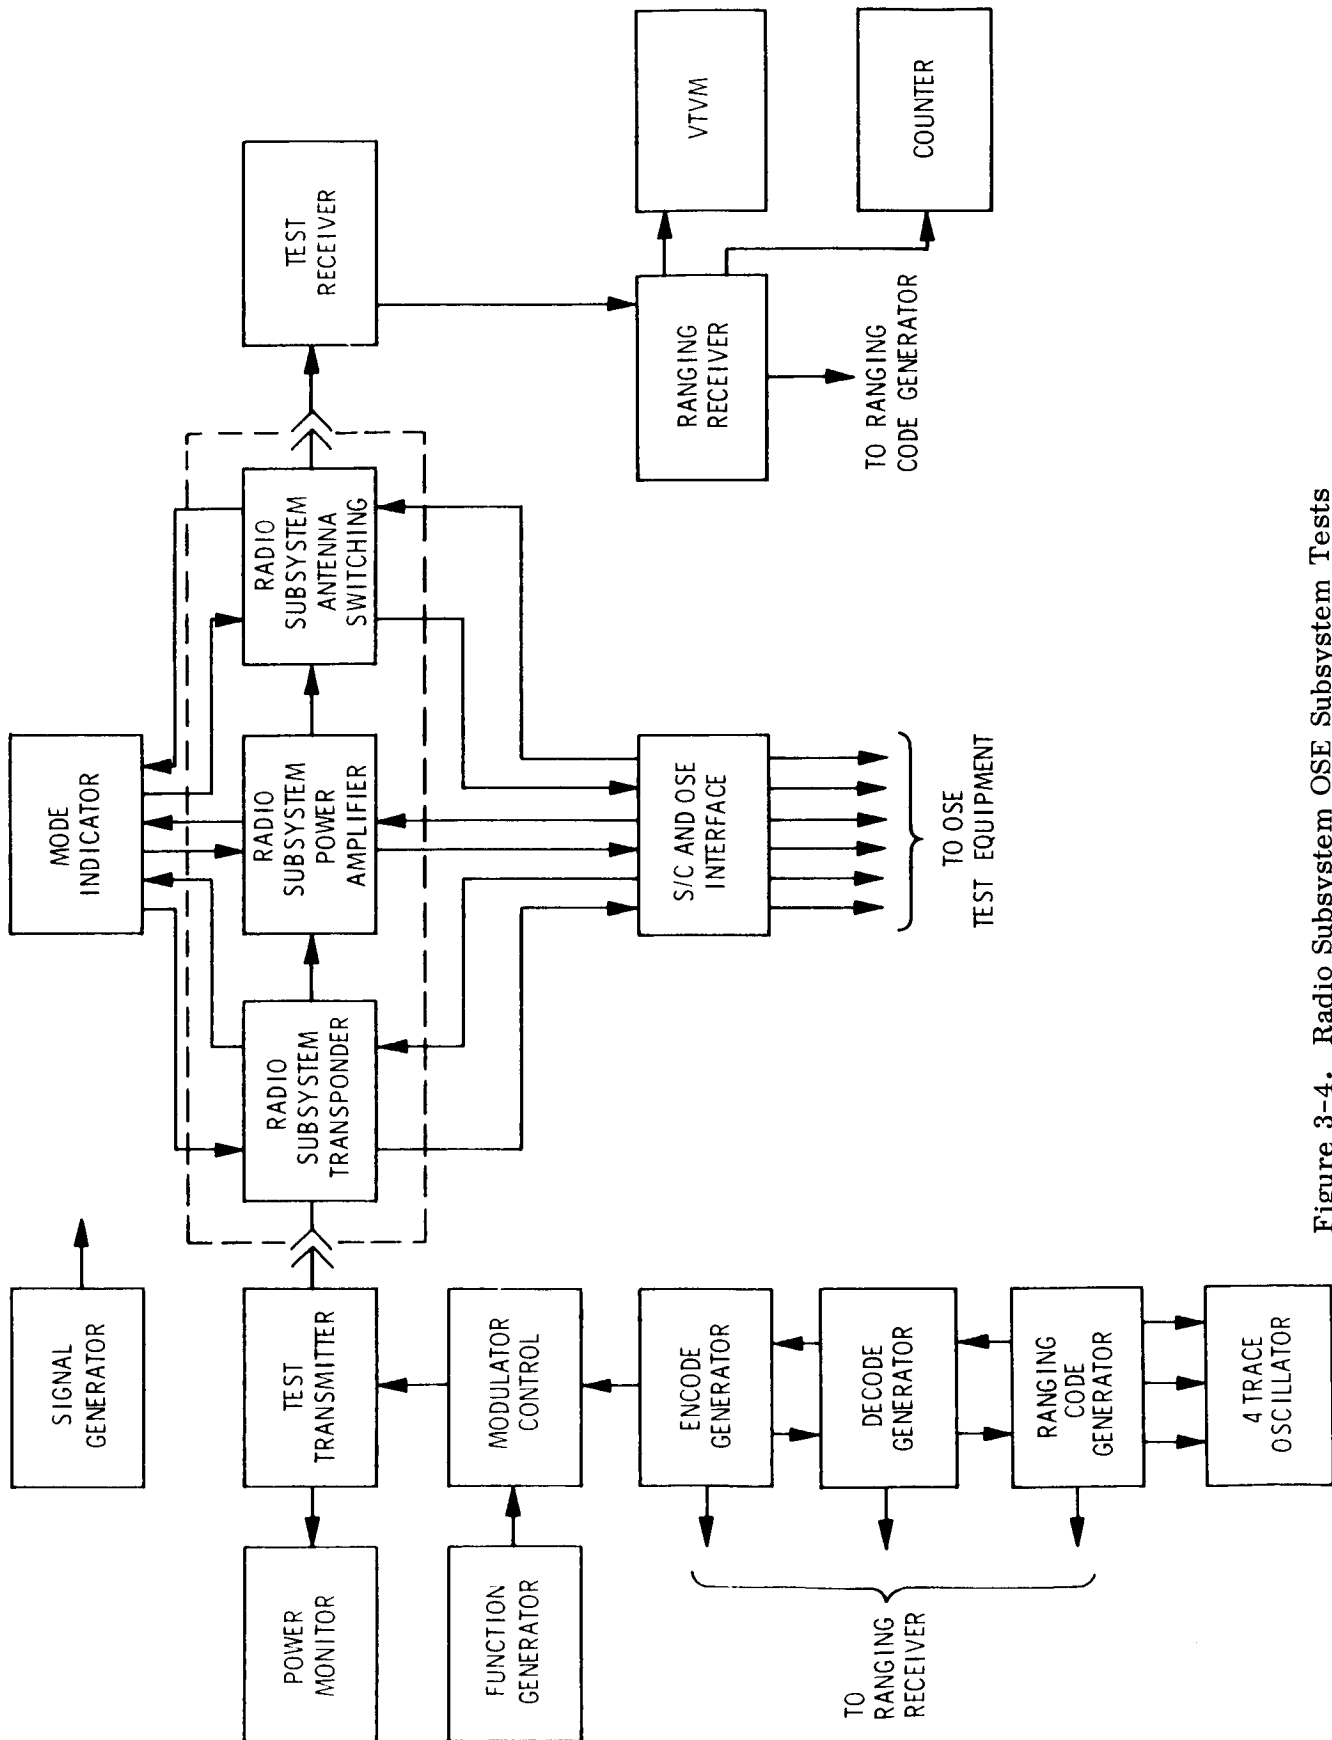 SIGNAL
GENERATOR
MODE
INDICATOR
POWER
MONITOR
TEST
TRANSMITTER
RADIO
SUBSYSTEM
TRANSPONDER
RADIO
SUBSYSTEM
POWER
AMPLIFIER
RADIO
SUBSYSTEM
ANTENNA
SWITCHING
TEST
RECEIVER
FUNCTION
GENERATOR
MODULATOR
CONTROL
ENCODE
GENERATOR
S/C AND OSE
INTERFACE
RANGING
RECEIVER
VTVM
DECODE
GENERATOR
TO
RANGING
RECEIVER
TO OSE
TEST EQUIPMENT
TO RANGING
CODE GENERATOR
COUNTER
RANGING
CODE
GENERATOR
4 TRACE
OSCILLATOR
Figure 3-4. Radio Subsystem OSE Subsystem Tests